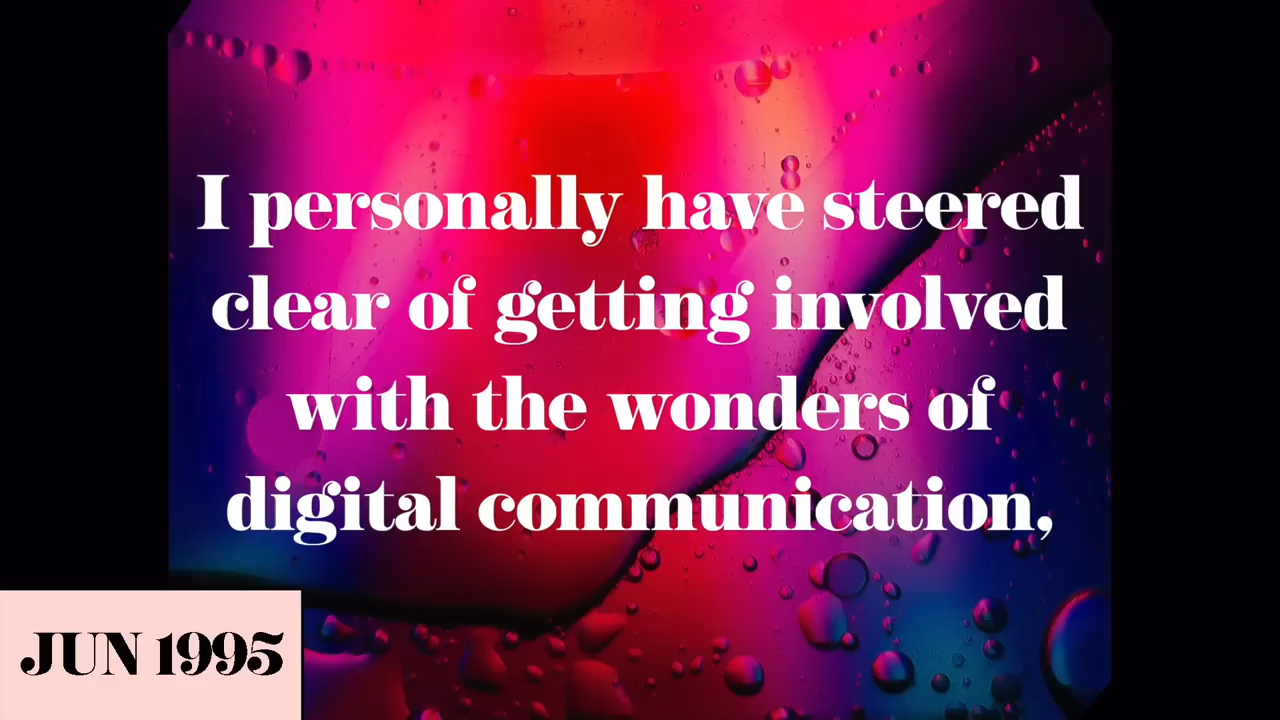 I personally have steered
clear of getting involved
with the wonders of
digital communication,
JUN 1995